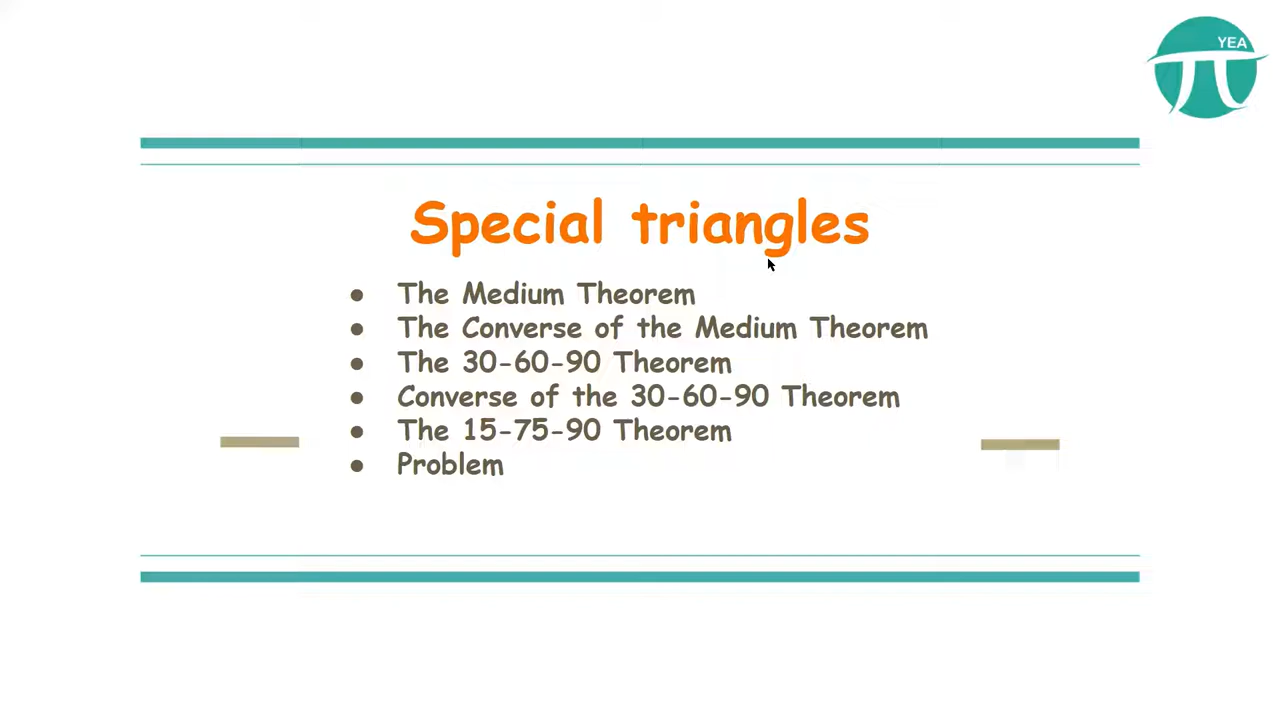 YEA
π
Special triangles
● The Medium Theorem
● The Converse of the Medium Theorem
● The 30-60-90 Theorem
● Converse of the 30-60-90 Theorem
● The 15-75-90 Theorem
● Problem